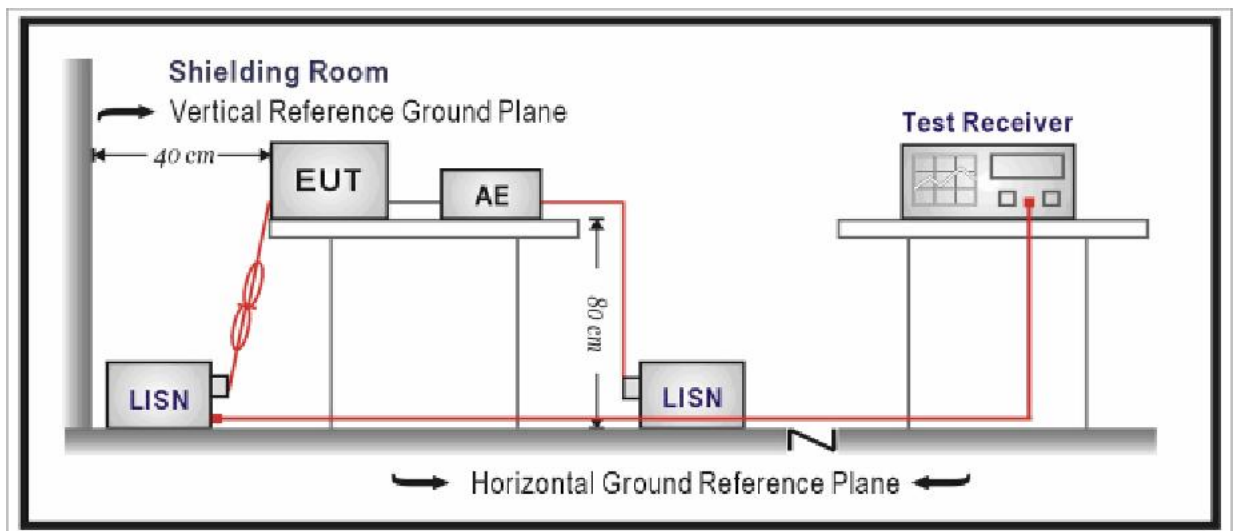 Shielding Room
Vertical Reference Ground Plane
Test Receiver
40 cm
EUT
AE
80 cm
LISN
LISN
Horizontal Ground Reference Plane